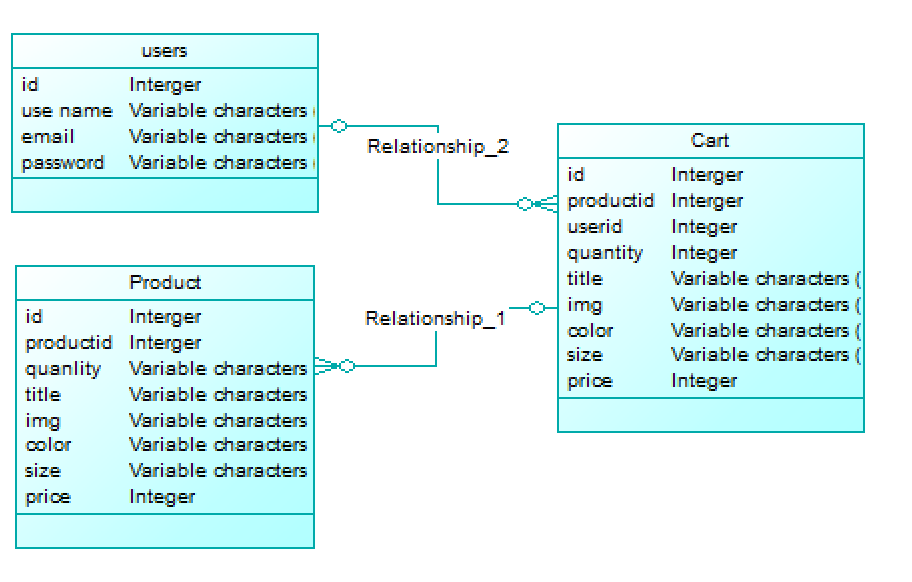 users
id Interger
use name Variable characters (
email Variable characters (
password Variable characters (
Relationship_2
Cart
id Interger
productid Interger
userid Integer
quantity Integer
title Variable characters (
img Variable characters (
color Variable characters (
size Variable characters (
price Integer
Product
id Interger
productid Interger
quanlity Variable characters
title Variable characters
img Variable characters
color Variable characters
size Variable characters
price Integer
Relationship_1